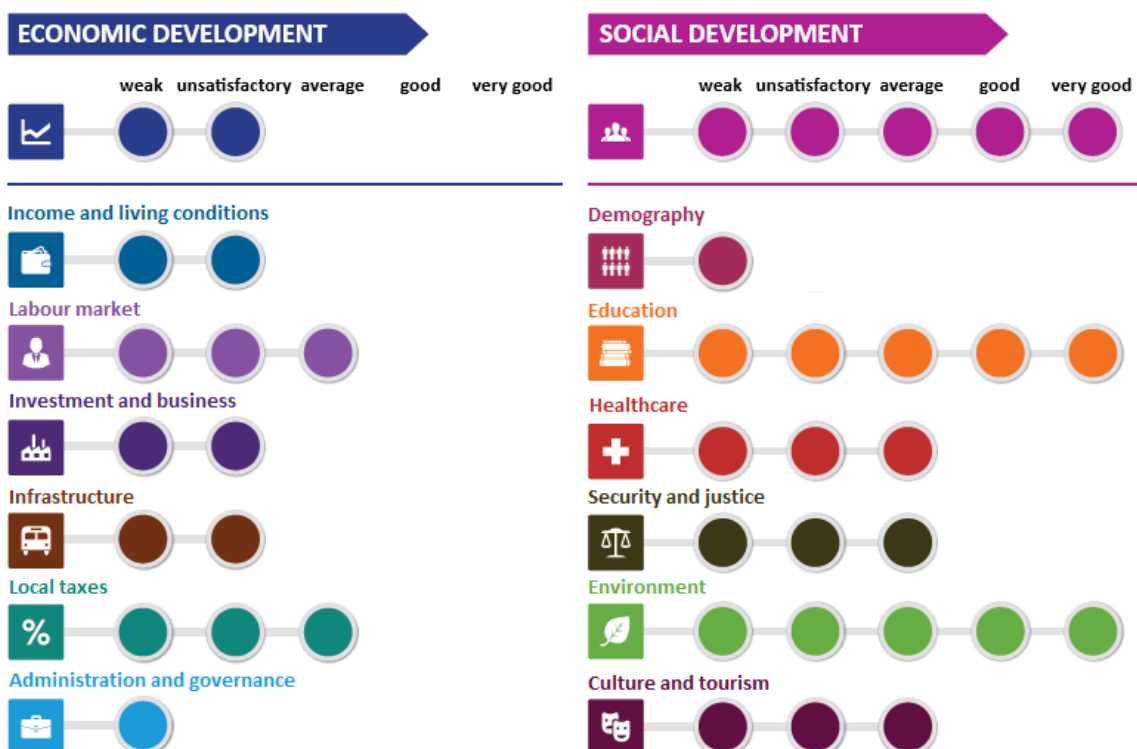 ECONOMIC DEVELOPMENT
weak unsatisfactory average good very good
Income and living conditions
Labour market
Investment and business
Infrastructure
Local taxes
%
Administration and governance
SOCIAL DEVELOPMENT
weak unsatisfactory average good very good
Demography
Education
Healthcare
Security and justice
Environment
Culture and tourism